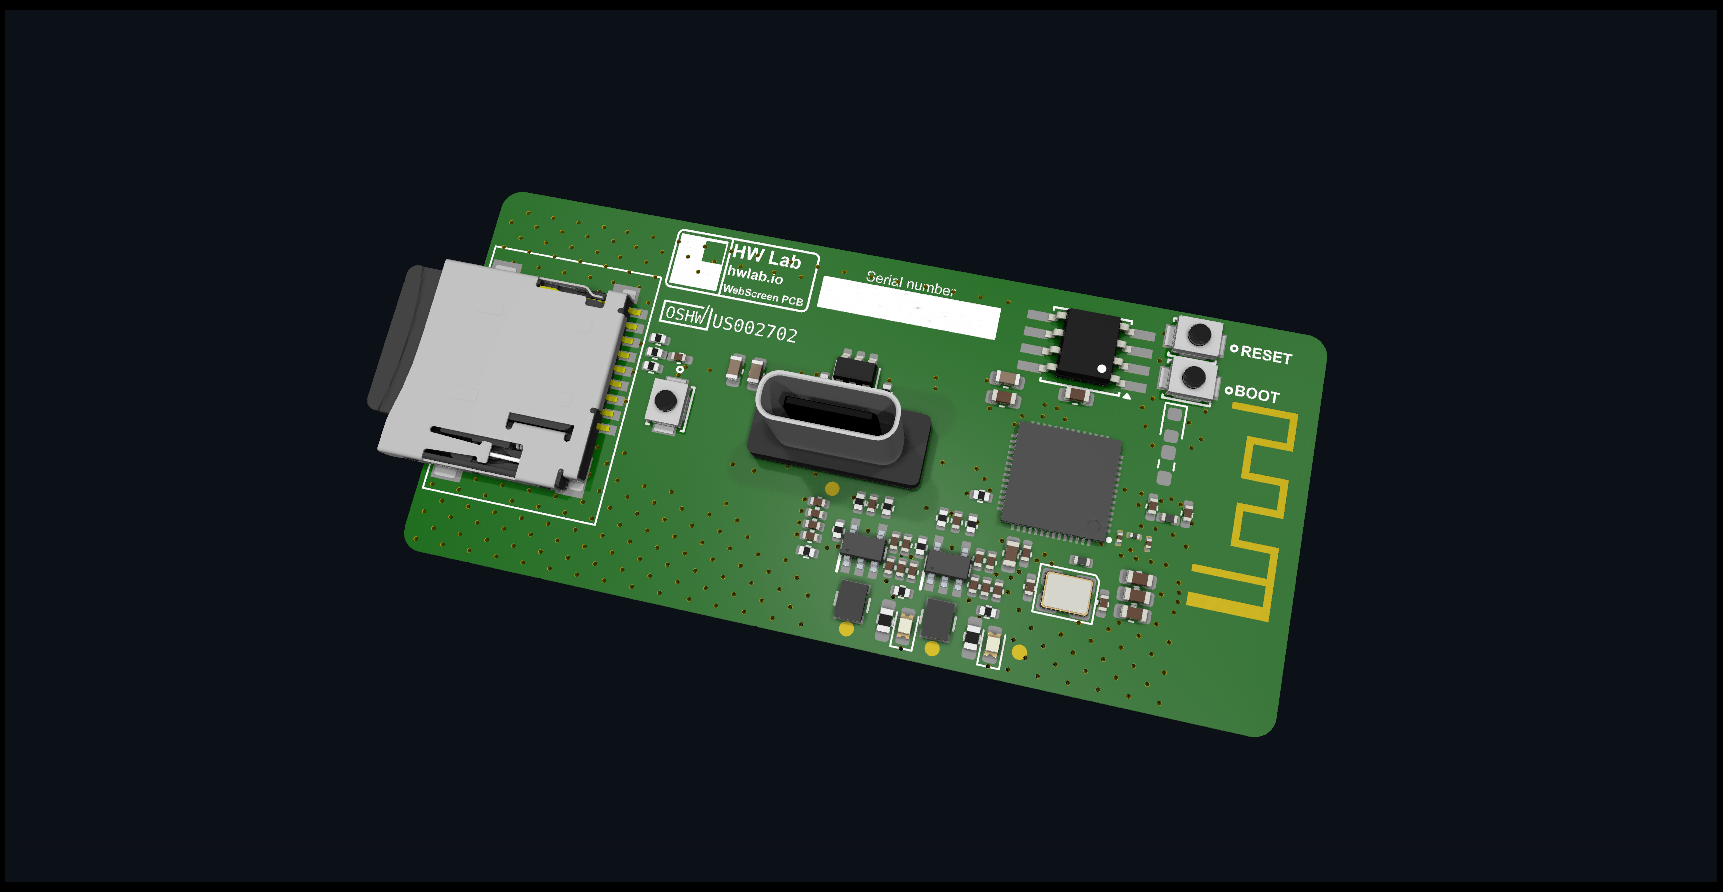 HW Lab
hwlab.io
WebScreen PCB
Serial number
OSHW US002702
RESET
BOOT